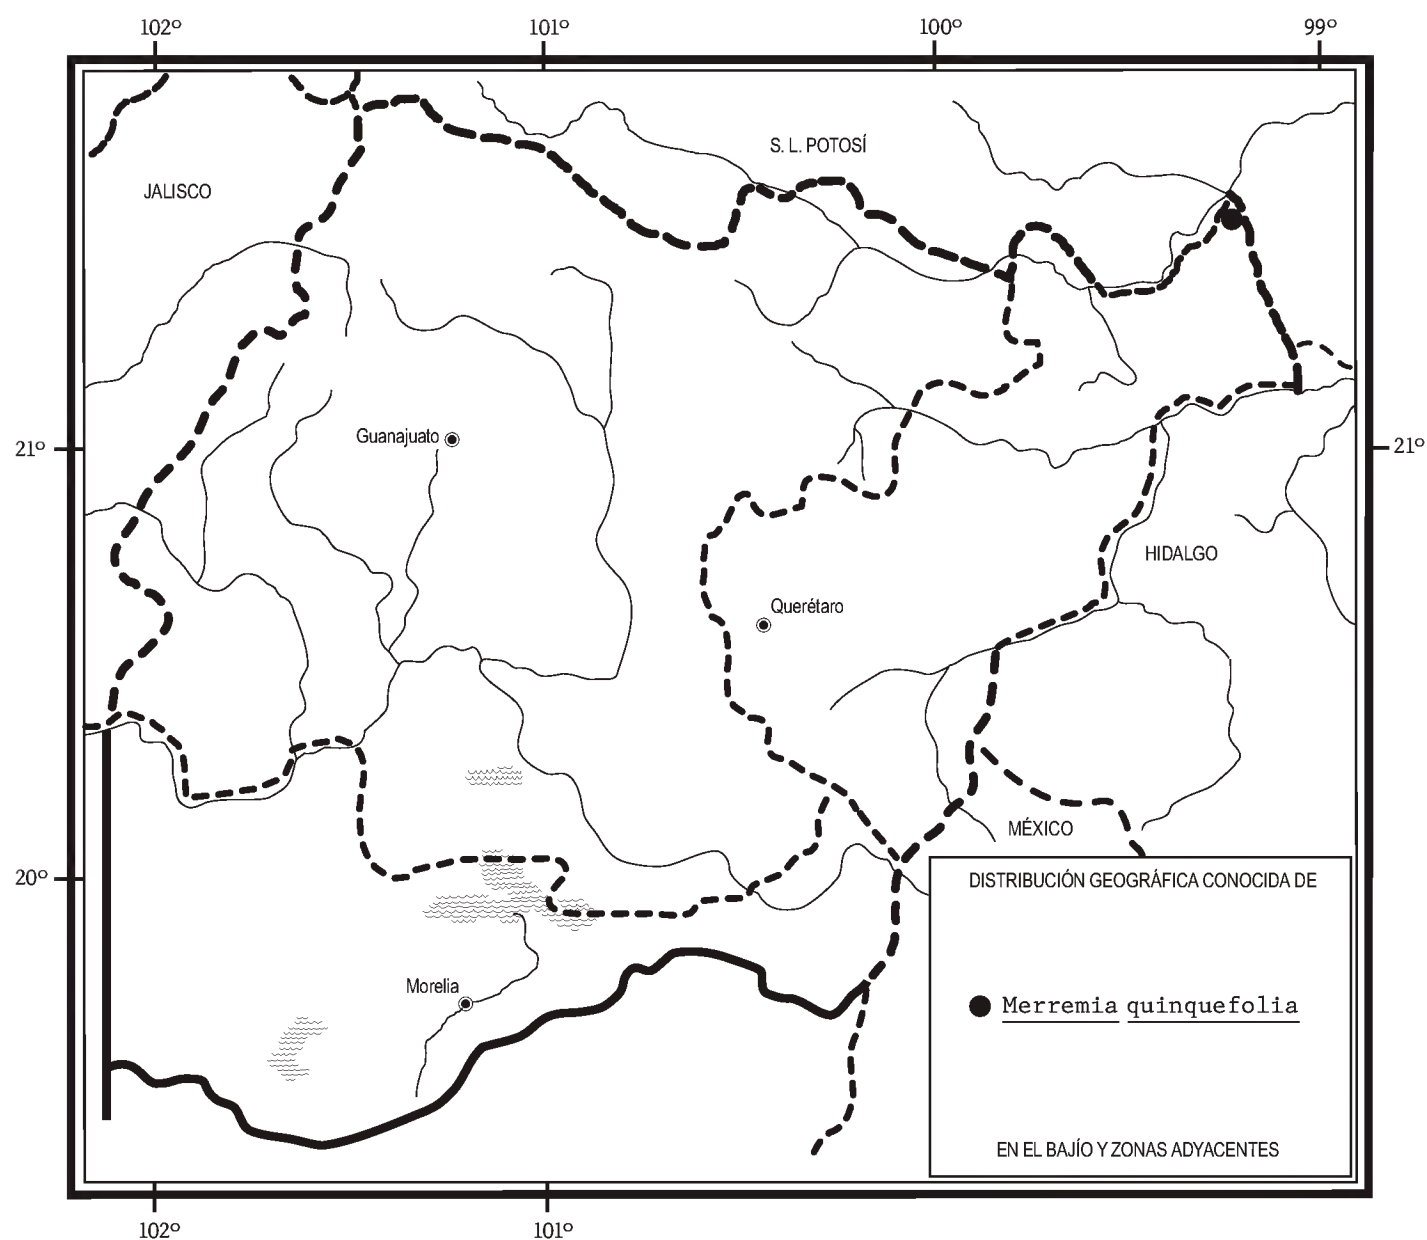 102º 101º 100º 99º
S. L. POTOSÍ
JALISCO
Guanajuato
21º 21º
HIDALGO
Querétaro
MÉXICO
20º
DISTRIBUCIÓN GEOGRÁFICA CONOCIDA DE
Morelia
Merremia quinquefolia
EN EL BAJÍO Y ZONAS ADYACENTES
102º 101º